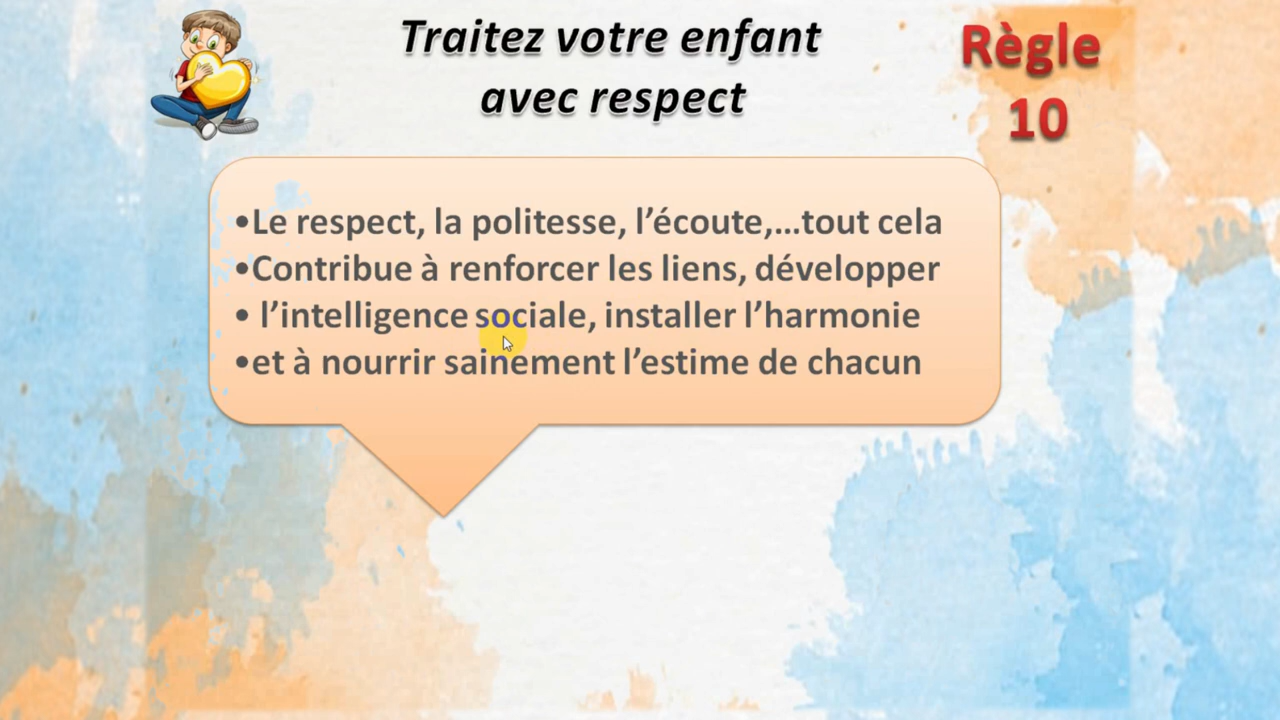 Traitez votre enfant
avec respect
Règle
10
•Le respect, la politesse, l’écoute,...tout cela
•Contribue à renforcer les liens, développer
• l’intelligence sociale, installer l’harmonie
•et à nourrir sainement l’estime de chacun